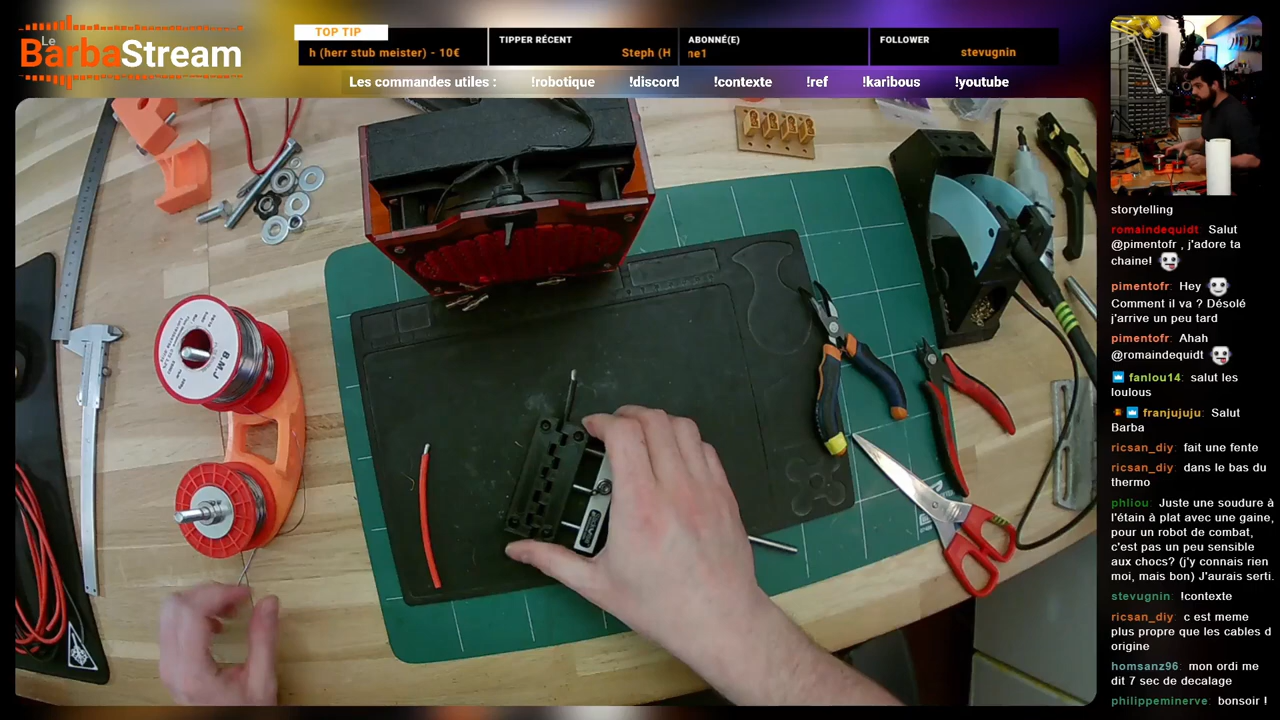 Le
BarbaStream
TOP TIP
h (herr stub meister) - 10€
TIPPER RÉCENT
Steph (H
ABONNÉ(E)
ne1
FOLLOWER
stevugnin
Les commandes utiles : !robotique !discord !contexte !ref !karibous !youtube
B.M.J
storytelling
romaindequidt: Salut
@pimentofr , j'adore ta
chaine!
pimentofr: Hey
Comment il va ? Désolé
j'arrive un peu tard
pimentofr: Ahah
@romaindequidt
fanlou14: salut les
loulous
franjujuju: Salut
Barba
ricsan_diy: fait une fente
ricsan_diy: dans le bas du
thermo
phliou: Juste une soudure à
l'étain à plat avec une gaine,
pour un robot de combat,
c'est pas un peu sensible
aux chocs? (j'y connais rien
moi, mais bon) J'aurais serti.
stevugnin: !contexte
ricsan_diy: c est meme
plus propre que les cables d
origine
homsanz96: mon ordi me
dit 7 sec de decalage
philippeminerve: bonsoir !